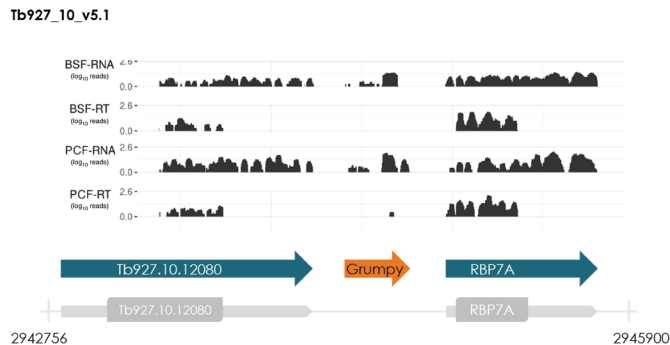 Tb927_10_v5.1
BSF-RNA
(log10 reads)
2.6
0.0
BSF-RT
(log10 reads)
2.6
0.0
PCF-RNA
(log10 reads)
2.6
0.0
PCF-RT
(log10 reads)
2.6
0.0
Tb927.10.12080 Grumpy RBP7A
Tb927.10.12080 RBP7A
2942756 2945900